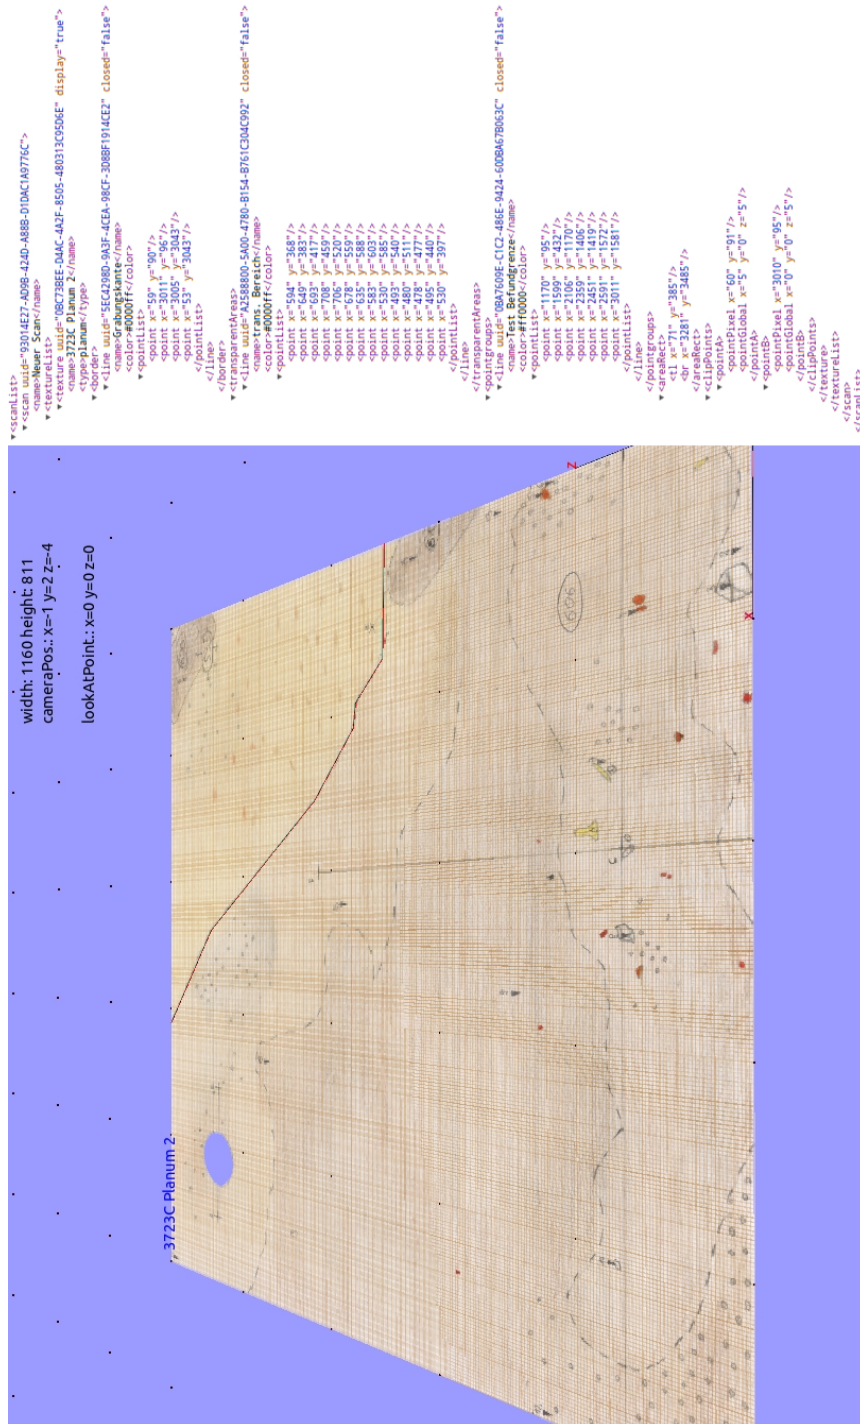 <scanList>
<scan uuid="93014E27-AD9B-424D-A88B-D1DAC1A9776C">
<name>Neuer Scan</name>
<textureList>
<texture uuid="0BC73BEE-D4AC-4A2F-8505-480313C95D6E" display="true">
<name>3723C Planum 2</name>
<type>planum</type>
<border>
<line uuid="5EC4298D-9A3F-4CEA-98CF-3D8BF1914CE2" closed="false">
<name>Grabungskante</name>
<color>#0000ff</color>
<pointList>
<point x="59" y="90"/>
<point x="3011" y="96"/>
<point x="3005" y="3043"/>
<point x="53" y="3043"/>
</pointList>
</line>
</border>
<transparentAreas>
<line uuid="A2588800-5A00-4780-B154-B761C304C992" closed="false">
<name>trans. Bereich</name>
<color>#0000ff</color>
<pointList>
<point x="594" y="368"/>
<point x="649" y="383"/>
<point x="693" y="417"/>
<point x="708" y="459"/>
<point x="706" y="520"/>
<point x="678" y="559"/>
<point x="635" y="588"/>
<point x="583" y="603"/>
<point x="530" y="585"/>
<point x="493" y="540"/>
<point x="480" y="511"/>
<point x="478" y="477"/>
<point x="495" y="440"/>
<point x="530" y="397"/>
</pointList>
</line>
</transparentAreas>
<pointgroups>
<line uuid="0BA7609E-C1C2-486E-9424-60DBA67B063C" closed="false">
<name>Test Befundgrenze</name>
<color>#ff0000</color>
<pointList>
<point x="1170" y="95"/>
<point x="1599" y="432"/>
<point x="2106" y="1170"/>
<point x="2359" y="1406"/>
<point x="2451" y="1419"/>
<point x="2591" y="1572"/>
<point x="3011" y="1581"/>
</pointList>
</line>
</pointgroups>
<areaRect>
<tl x="71" y="385"/>
<br x="3281" y="3485"/>
</areaRect>
<clipPoints>
<pointA>
<pointPixel x="60" y="91"/>
<pointGlobal x="5" y="0" z="5"/>
</pointA>
<pointB>
<pointPixel x="3010" y="95"/>
<pointGlobal x="0" y="0" z="5"/>
</pointB>
</clipPoints>
</texture>
</textureList>
</scan>
</scanList>
width: 1160 height: 811
cameraPos.: x=-1 y=2 z=-4
lookAtPoint.: x=0 y=0 z=0
3723C Planum 2
z
x